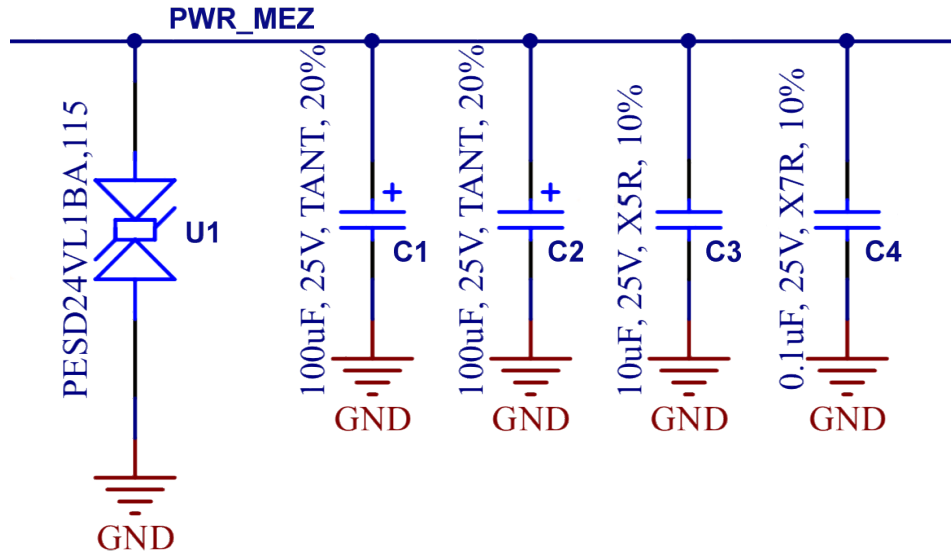 PWR_MEZ
PESD24VL1BA,115
U1
GND
100uF, 25V, TANT, 20%
+
C1
GND
100uF, 25V, TANT, 20%
+
C2
GND
10uF, 25V, X5R, 10%
C3
GND
0.1uF, 25V, X7R, 10%
C4
GND